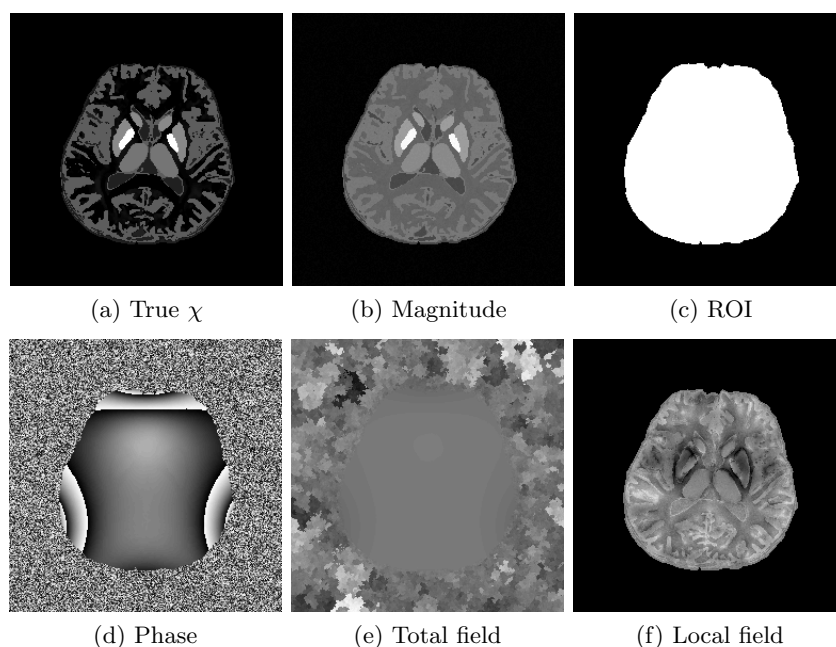 (a) True χ
(b) Magnitude
(c) ROI
(d) Phase
(e) Total field
(f) Local field